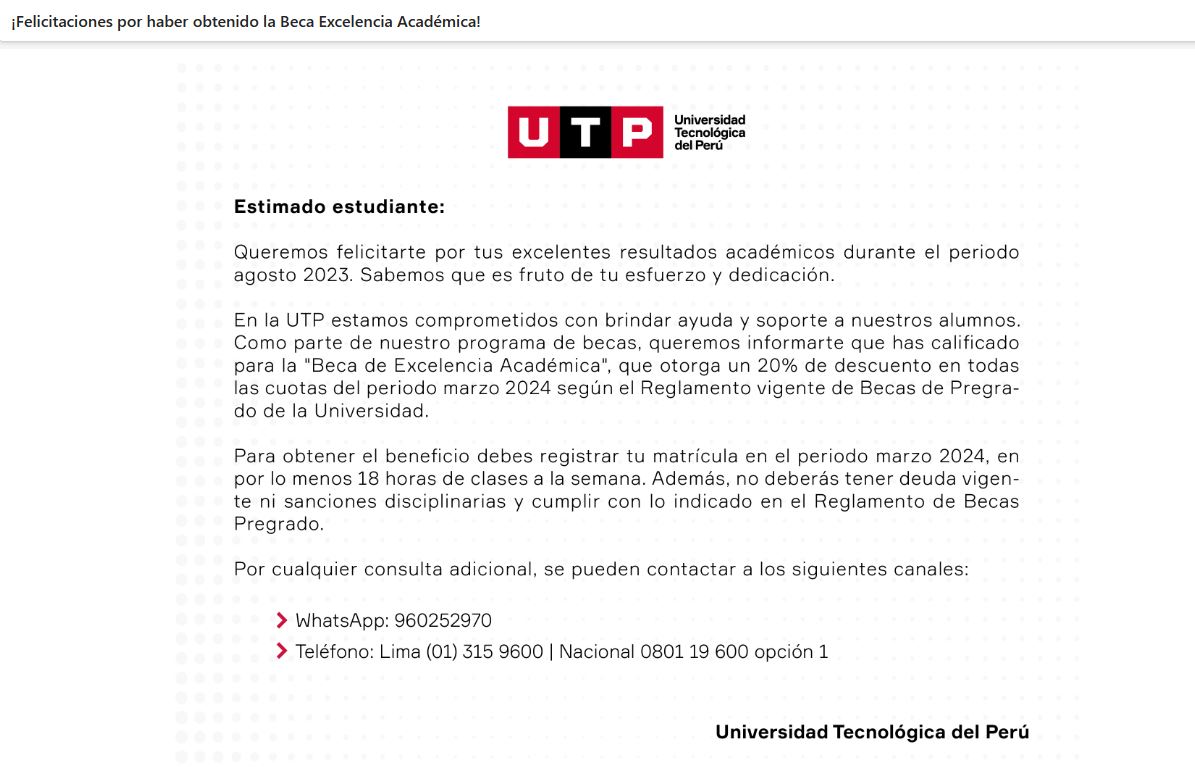 ¡Felicitaciones por haber obtenido la Beca Excelencia Académica!
UTP
Universidad
Tecnológica
del Perú
Estimado estudiante:
Queremos felicitarte por tus excelentes resultados académicos durante el periodo
agosto 2023. Sabemos que es fruto de tu esfuerzo y dedicación.
En la UTP estamos comprometidos con brindar ayuda y soporte a nuestros alumnos.
Como parte de nuestro programa de becas, queremos informarte que has calificado
para la "Beca de Excelencia Académica", que otorga un 20% de descuento en todas
las cuotas del periodo marzo 2024 según el Reglamento vigente de Becas de Pregra-
do de la Universidad.
Para obtener el beneficio debes registrar tu matrícula en el periodo marzo 2024, en
por lo menos 18 horas de clases a la semana. Además, no deberás tener deuda vigen-
te ni sanciones disciplinarias y cumplir con lo indicado en el Reglamento de Becas
Pregrado.
Por cualquier consulta adicional, se pueden contactar a los siguientes canales:
WhatsApp: 960252970
Teléfono: Lima (01) 315 9600 | Nacional 0801 19 600 opción 1
Universidad Tecnológica del Perú